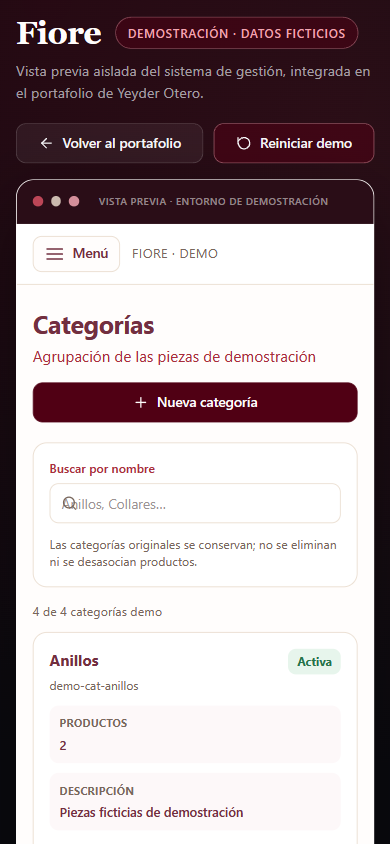 Fiore
DEMOSTRACIÓN · DATOS FICTICIOS
Vista previa aislada del sistema de gestión, integrada en
el portafolio de Yeyder Otero.
Volver al portafolio
Reiniciar demo
VISTA PREVIA · ENTORNO DE DEMOSTRACIÓN
Menú
FIORE · DEMO
Categorías
Agrupación de las piezas de demostración
Nueva categoría
Buscar por nombre
Anillos, Collares...
Las categorías originales se conservan; no se eliminan
ni se desasocian productos.
4 de 4 categorías demo
Anillos
Activa
demo-cat-anillos
PRODUCTOS
2
DESCRIPCIÓN
Piezas ficticias de demostración